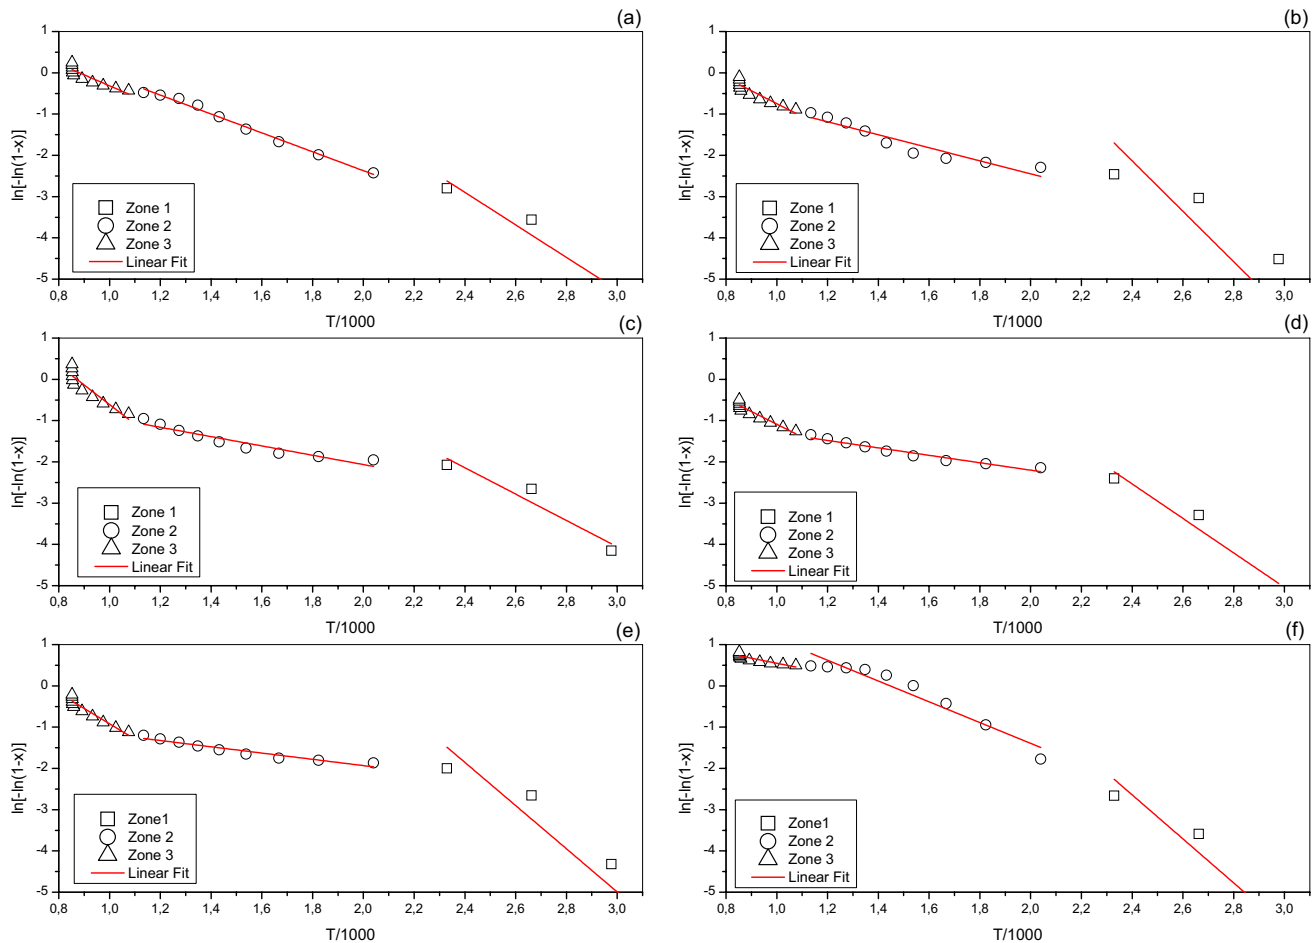 (a)
ln[-ln(1-x)]
1
0
-1
-2
-3
-4
-5
Zone 1
Zone 2
Zone 3
Linear Fit
0,8 1,0 1,2 1,4 1,6 1,8 2,0 2,2 2,4 2,6 2,8 3,0
T/1000
(b)
ln[-ln(1-x)]
1
0
-1
-2
-3
-4
-5
Zone 1
Zone 2
Zone 3
Linear Fit
0,8 1,0 1,2 1,4 1,6 1,8 2,0 2,2 2,4 2,6 2,8 3,0
T/1000
(c)
ln[-ln(1-x)]
1
0
-1
-2
-3
-4
-5
Zone 1
Zone 2
Zone 3
Linear Fit
0,8 1,0 1,2 1,4 1,6 1,8 2,0 2,2 2,4 2,6 2,8 3,0
T/1000
(d)
ln[-ln(1-x)]
1
0
-1
-2
-3
-4
-5
Zone 1
Zone 2
Zone 3
Linear Fit
0,8 1,0 1,2 1,4 1,6 1,8 2,0 2,2 2,4 2,6 2,8 3,0
T/1000
(e)
ln[-ln(1-x)]
1
0
-1
-2
-3
-4
-5
Zone1
Zone 2
Zone 3
Linear Fit
0,8 1,0 1,2 1,4 1,6 1,8 2,0 2,2 2,4 2,6 2,8 3,0
T/1000
(f)
ln[-ln(1-x)]
1
0
-1
-2
-3
-4
-5
Zone1
Zone 2
Zone 3
Linear Fit
0,8 1,0 1,2 1,4 1,6 1,8 2,0 2,2 2,4 2,6 2,8 3,0
T/1000